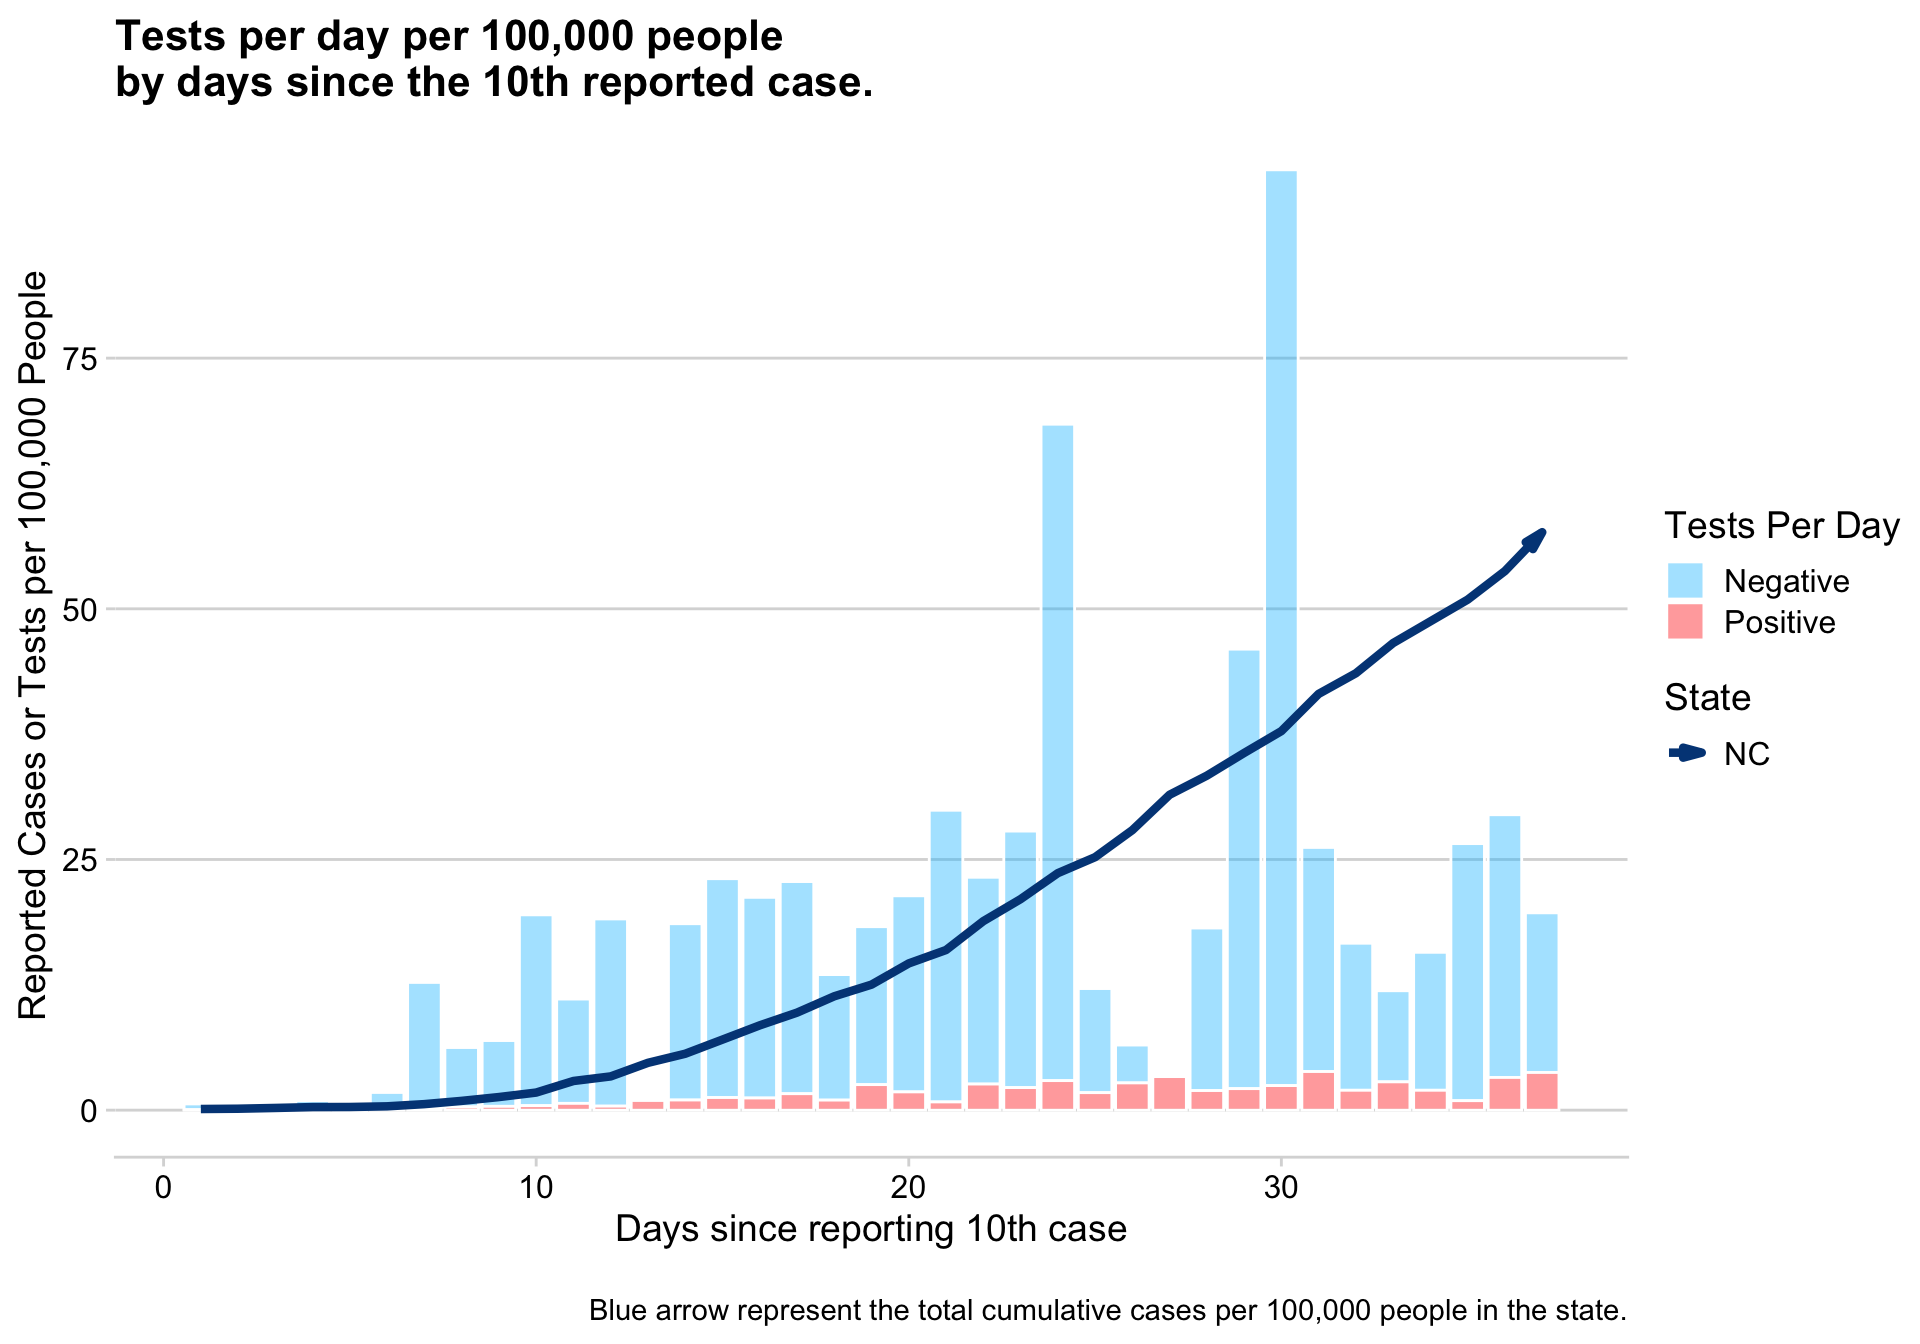 Tests per day per 100,000 people
by days since the 10th reported case.
Reported Cases or Tests per 100,000 People
75
50
25
0
0
10
20
30
Days since reporting 10th case
Tests Per Day
Negative
Positive
State
NC
Blue arrow represent the total cumulative cases per 100,000 people in the state.